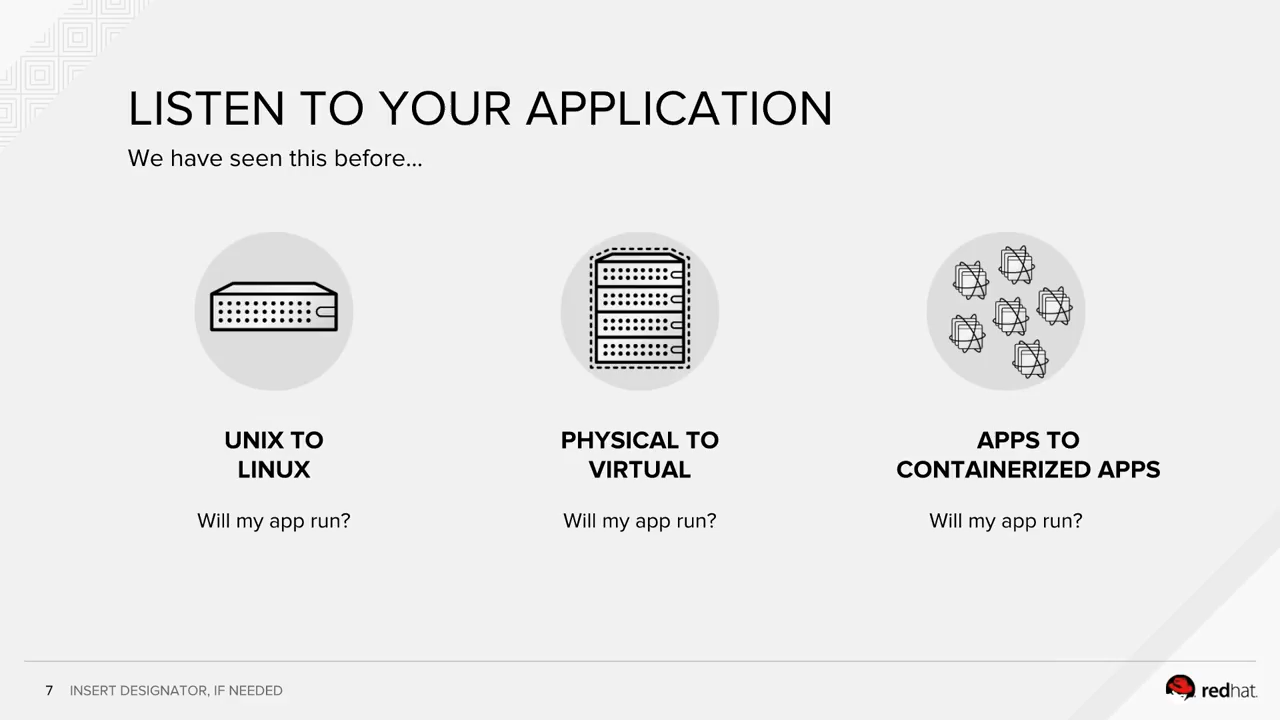 LISTEN TO YOUR APPLICATION
We have seen this before...
UNIX TO
LINUX
Will my app run?
PHYSICAL TO
VIRTUAL
Will my app run?
APPS TO
CONTAINERIZED APPS
Will my app run?
7 INSERT DESIGNATOR, IF NEEDED
redhat.